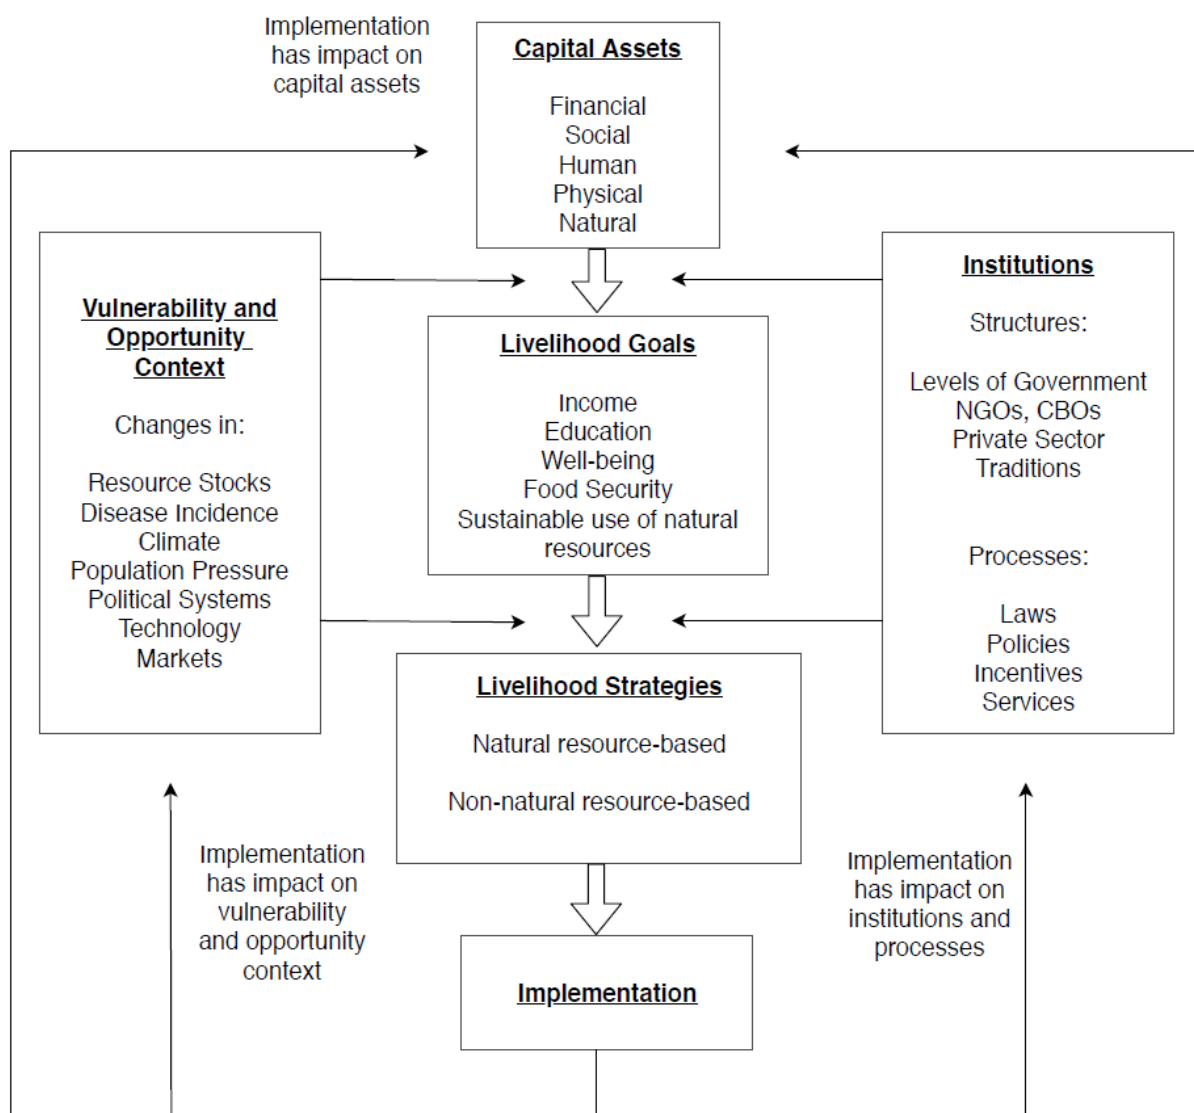 Implementation
has impact on
capital assets
Capital Assets
Financial
Social
Human
Physical
Natural
Vulnerability and
Opportunity
Context
Changes in:
Resource Stocks
Disease Incidence
Climate
Population Pressure
Political Systems
Technology
Markets
Livelihood Goals
Income
Education
Well-being
Food Security
Sustainable use of natural
resources
Institutions
Structures:
Levels of Government
NGOs, CBOs
Private Sector
Traditions
Processes:
Laws
Policies
Incentives
Services
Livelihood Strategies
Natural resource-based
Non-natural resource-based
Implementation
has impact on
vulnerability
and opportunity
context
Implementation
has impact on
institutions and
processes
Implementation